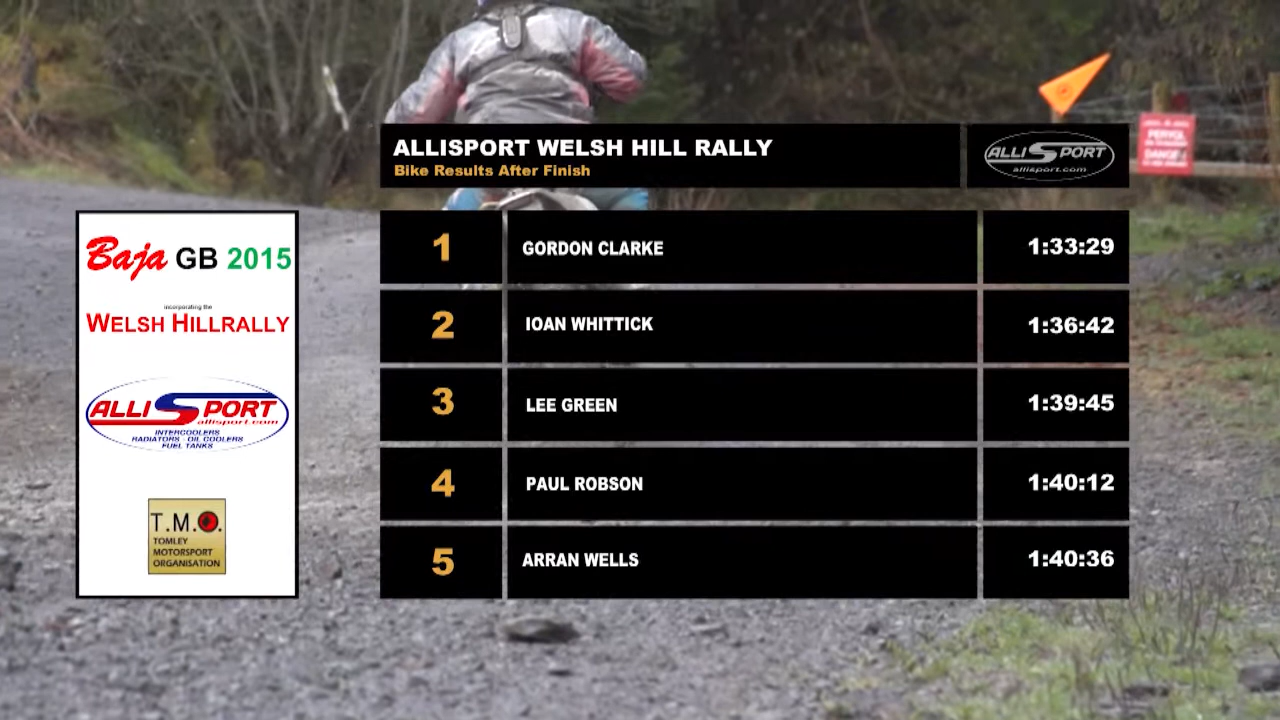 ALLISPORT WELSH HILL RALLY
Bike Results After Finish
ALLISPORT
allisport.com
Baja GB 2015
incorporating the
WELSH HILLRALLY
ALLISPORT
allisport.com
INTERCOOLERS
RADIATORS - OIL COOLERS
FUEL TANKS
T.M.O.
TOMLEY
MOTORSPORT
ORGANISATION
1 GORDON CLARKE 1:33:29
2 IOAN WHITTICK 1:36:42
3 LEE GREEN 1:39:45
4 PAUL ROBSON 1:40:12
5 ARRAN WELLS 1:40:36
PERYGL
DANGER